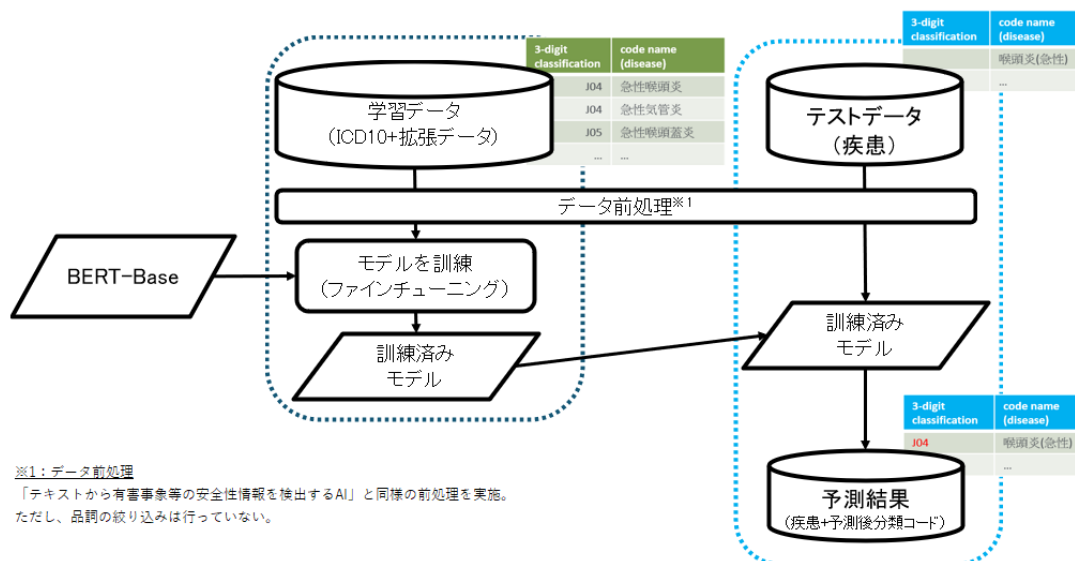 3-digit classification
code name (disease)
J04 急性喉頭炎
J04 急性気管炎
J05 急性喉頭蓋炎
... ...
学習データ
(ICD10+拡張データ)
3-digit classification
code name (disease)
喉頭炎(急性)
...
テストデータ
(疾患)
データ前処理※1
BERT-Base
モデルを訓練
(ファインチューニング)
訓練済み
モデル
訓練済み
モデル
3-digit classification
code name (disease)
J04 喉頭炎(急性)
...
予測結果
(疾患+予測後分類コード)
※1：データ前処理
「テキストから有害事象等の安全性情報を検出するAI」と同様の前処理を実施。
ただし、品詞の絞り込みは行っていない。